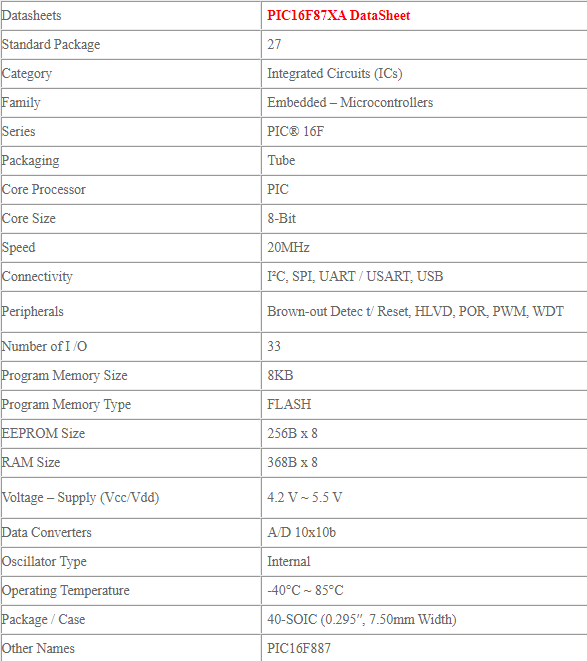 Datasheets PIC16F87XA DataSheet
Standard Package 27
Category Integrated Circuits (ICs)
Family Embedded – Microcontrollers
Series PIC® 16F
Packaging Tube
Core Processor PIC
Core Size 8-Bit
Speed 20MHz
Connectivity I²C, SPI, UART / USART, USB
Peripherals Brown-out Detec t/ Reset, HLVD, POR, PWM, WDT
Number of I /O 33
Program Memory Size 8KB
Program Memory Type FLASH
EEPROM Size 256B x 8
RAM Size 368B x 8
Voltage – Supply (Vcc/Vdd) 4.2 V ~ 5.5 V
Data Converters A/D 10x10b
Oscillator Type Internal
Operating Temperature -40°C ~ 85°C
Package / Case 40-SOIC (0.295″, 7.50mm Width)
Other Names PIC16F887